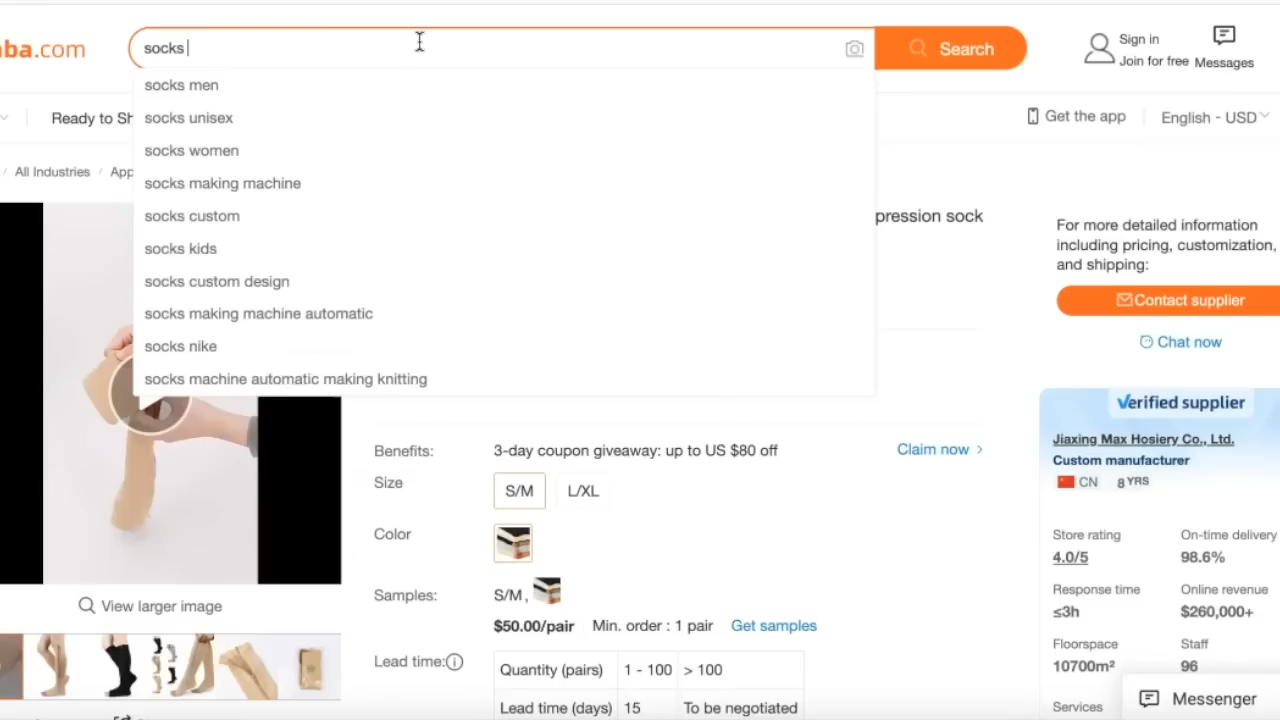 ba.com
socks
Search
Sign in
Join for free
Messages
socks men
socks unisex
socks women
socks making machine
socks custom
socks kids
socks custom design
socks making machine automatic
socks nike
socks machine automatic making knitting
Ready to Sh
Get the app
English - USD
/ All Industries / App
pression sock
For more detailed information
including pricing, customization,
and shipping:
Contact supplier
Chat now
Verified supplier
Jiaxing Max Hosiery Co., Ltd.
Custom manufacturer
CN 8 YRS
Store rating On-time delivery
4.0/5 98.6%
Response time Online revenue
≤3h $260,000+
Floorspace Staff
10700m² 96
Services
Messenger
Benefits: 3-day coupon giveaway: up to US $80 off Claim now >
Size
S/M L/XL
Color
Samples: S/M ,
$50.00/pair Min. order : 1 pair Get samples
Lead time:
Quantity (pairs) 1 - 100 > 100
Lead time (days) 15 To be negotiated
View larger image